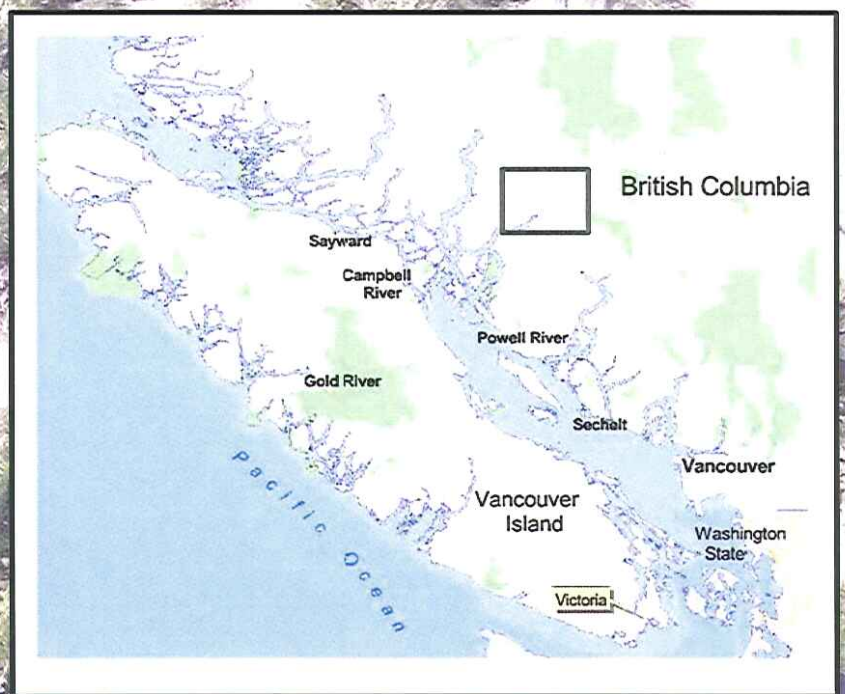 British Columbia
Sayward
Campbell
River
Powell River
Gold River
Sechelt
Vancouver
Pacific Ocean
Vancouver
Island
Washington
State
Victoria